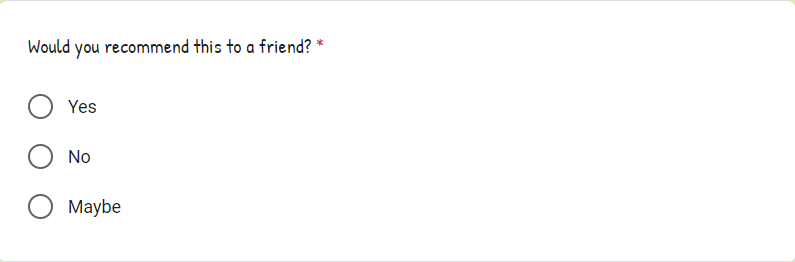 Would you recommend this to a friend? *
Yes
No
Maybe